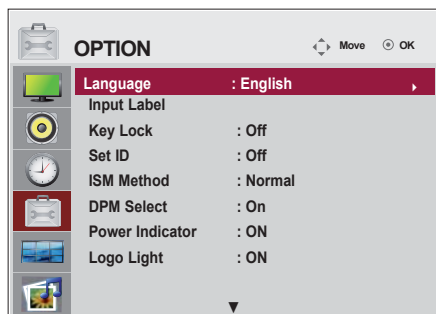 OPTION Move OK
Language : English
Input Label
Key Lock : Off
Set ID : Off
ISM Method : Normal
DPM Select : On
Power Indicator : ON
Logo Light : ON